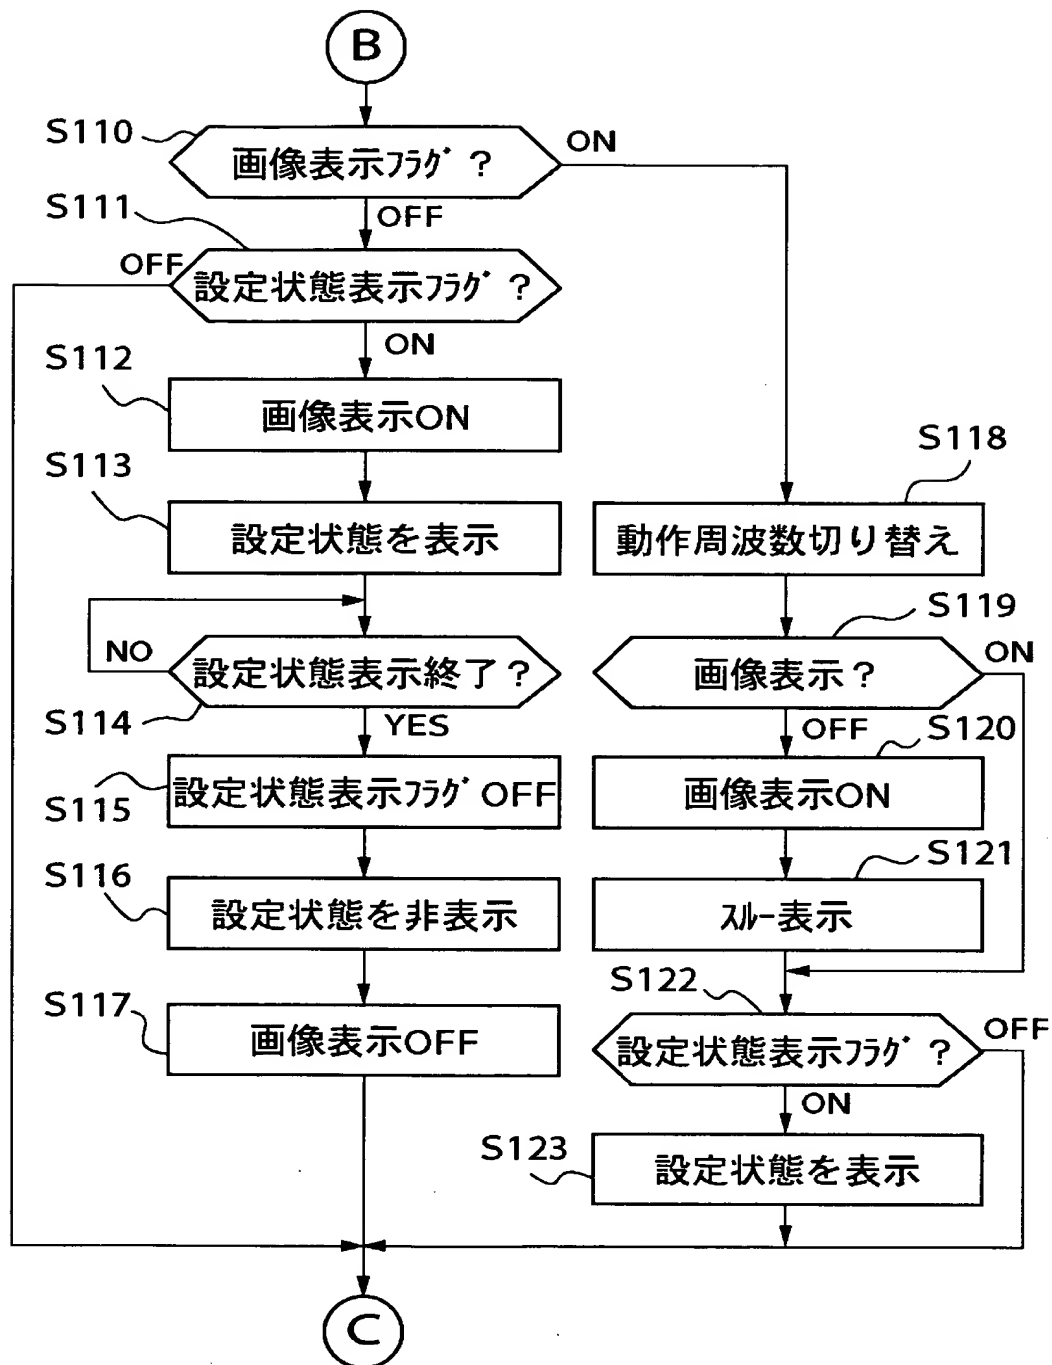 B
S110
画像表示ﾌﾗｸﾞ?
ON
OFF
S111
設定状態表示ﾌﾗｸﾞ?
OFF
ON
S112
画像表示ON
S113
設定状態を表示
NO
設定状態表示終了?
S114
YES
設定状態表示ﾌﾗｸﾞOFF
S115
S116
設定状態を非表示
S117
画像表示OFF
S118
動作周波数切り替え
S119
画像表示?
ON
OFF
S120
画像表示ON
S121
ｽﾙｰ表示
S122
設定状態表示ﾌﾗｸﾞ?
OFF
ON
S123
設定状態を表示
C